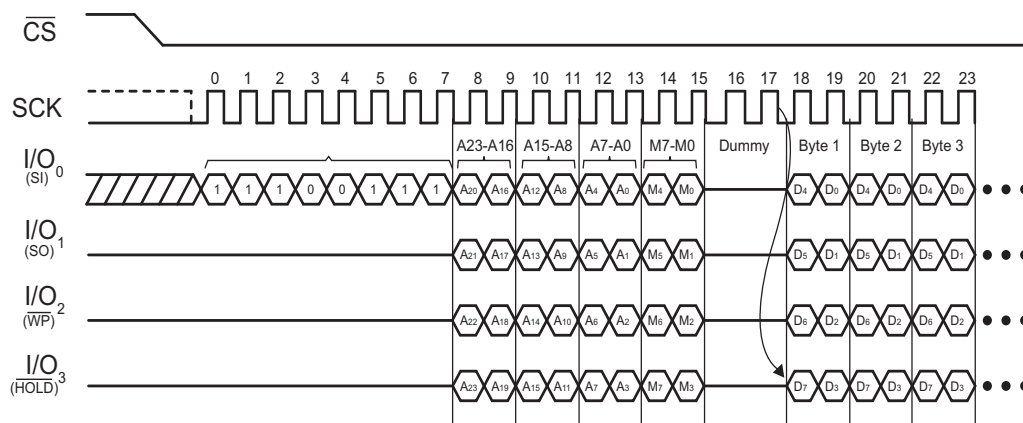 CS
0 1 2 3 4 5 6 7 8 9 10 11 12 13 14 15 16 17 18 19 20 21 22 23
SCK
A23-A16 A15-A8 A7-A0 M7-M0 Dummy Byte 1 Byte 2 Byte 3
I/O0
(SI)
1 1 1 0 0 1 1 1 A20 A16 A12 A8 A4 A0 M4 M0 D4 D0 D4 D0 D4 D0
I/O1
(SO)
A21 A17 A13 A9 A5 A1 M5 M1 D5 D1 D5 D1 D5 D1
I/O2
(WP)
A22 A18 A14 A10 A6 A2 M6 M2 D6 D2 D6 D2 D6 D2
I/O3
(HOLD)
A23 A19 A15 A11 A7 A3 M7 M3 D7 D3 D7 D3 D7 D3